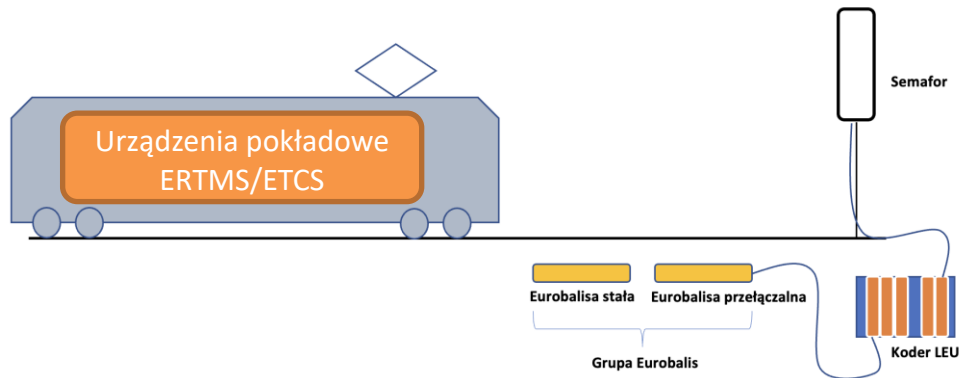 Urządzenia pokładowe
ERTMS/ETCS
Semafor
Eurobalisa stała
Eurobalisa przełączalna
Grupa Eurobalis
Koder LEU